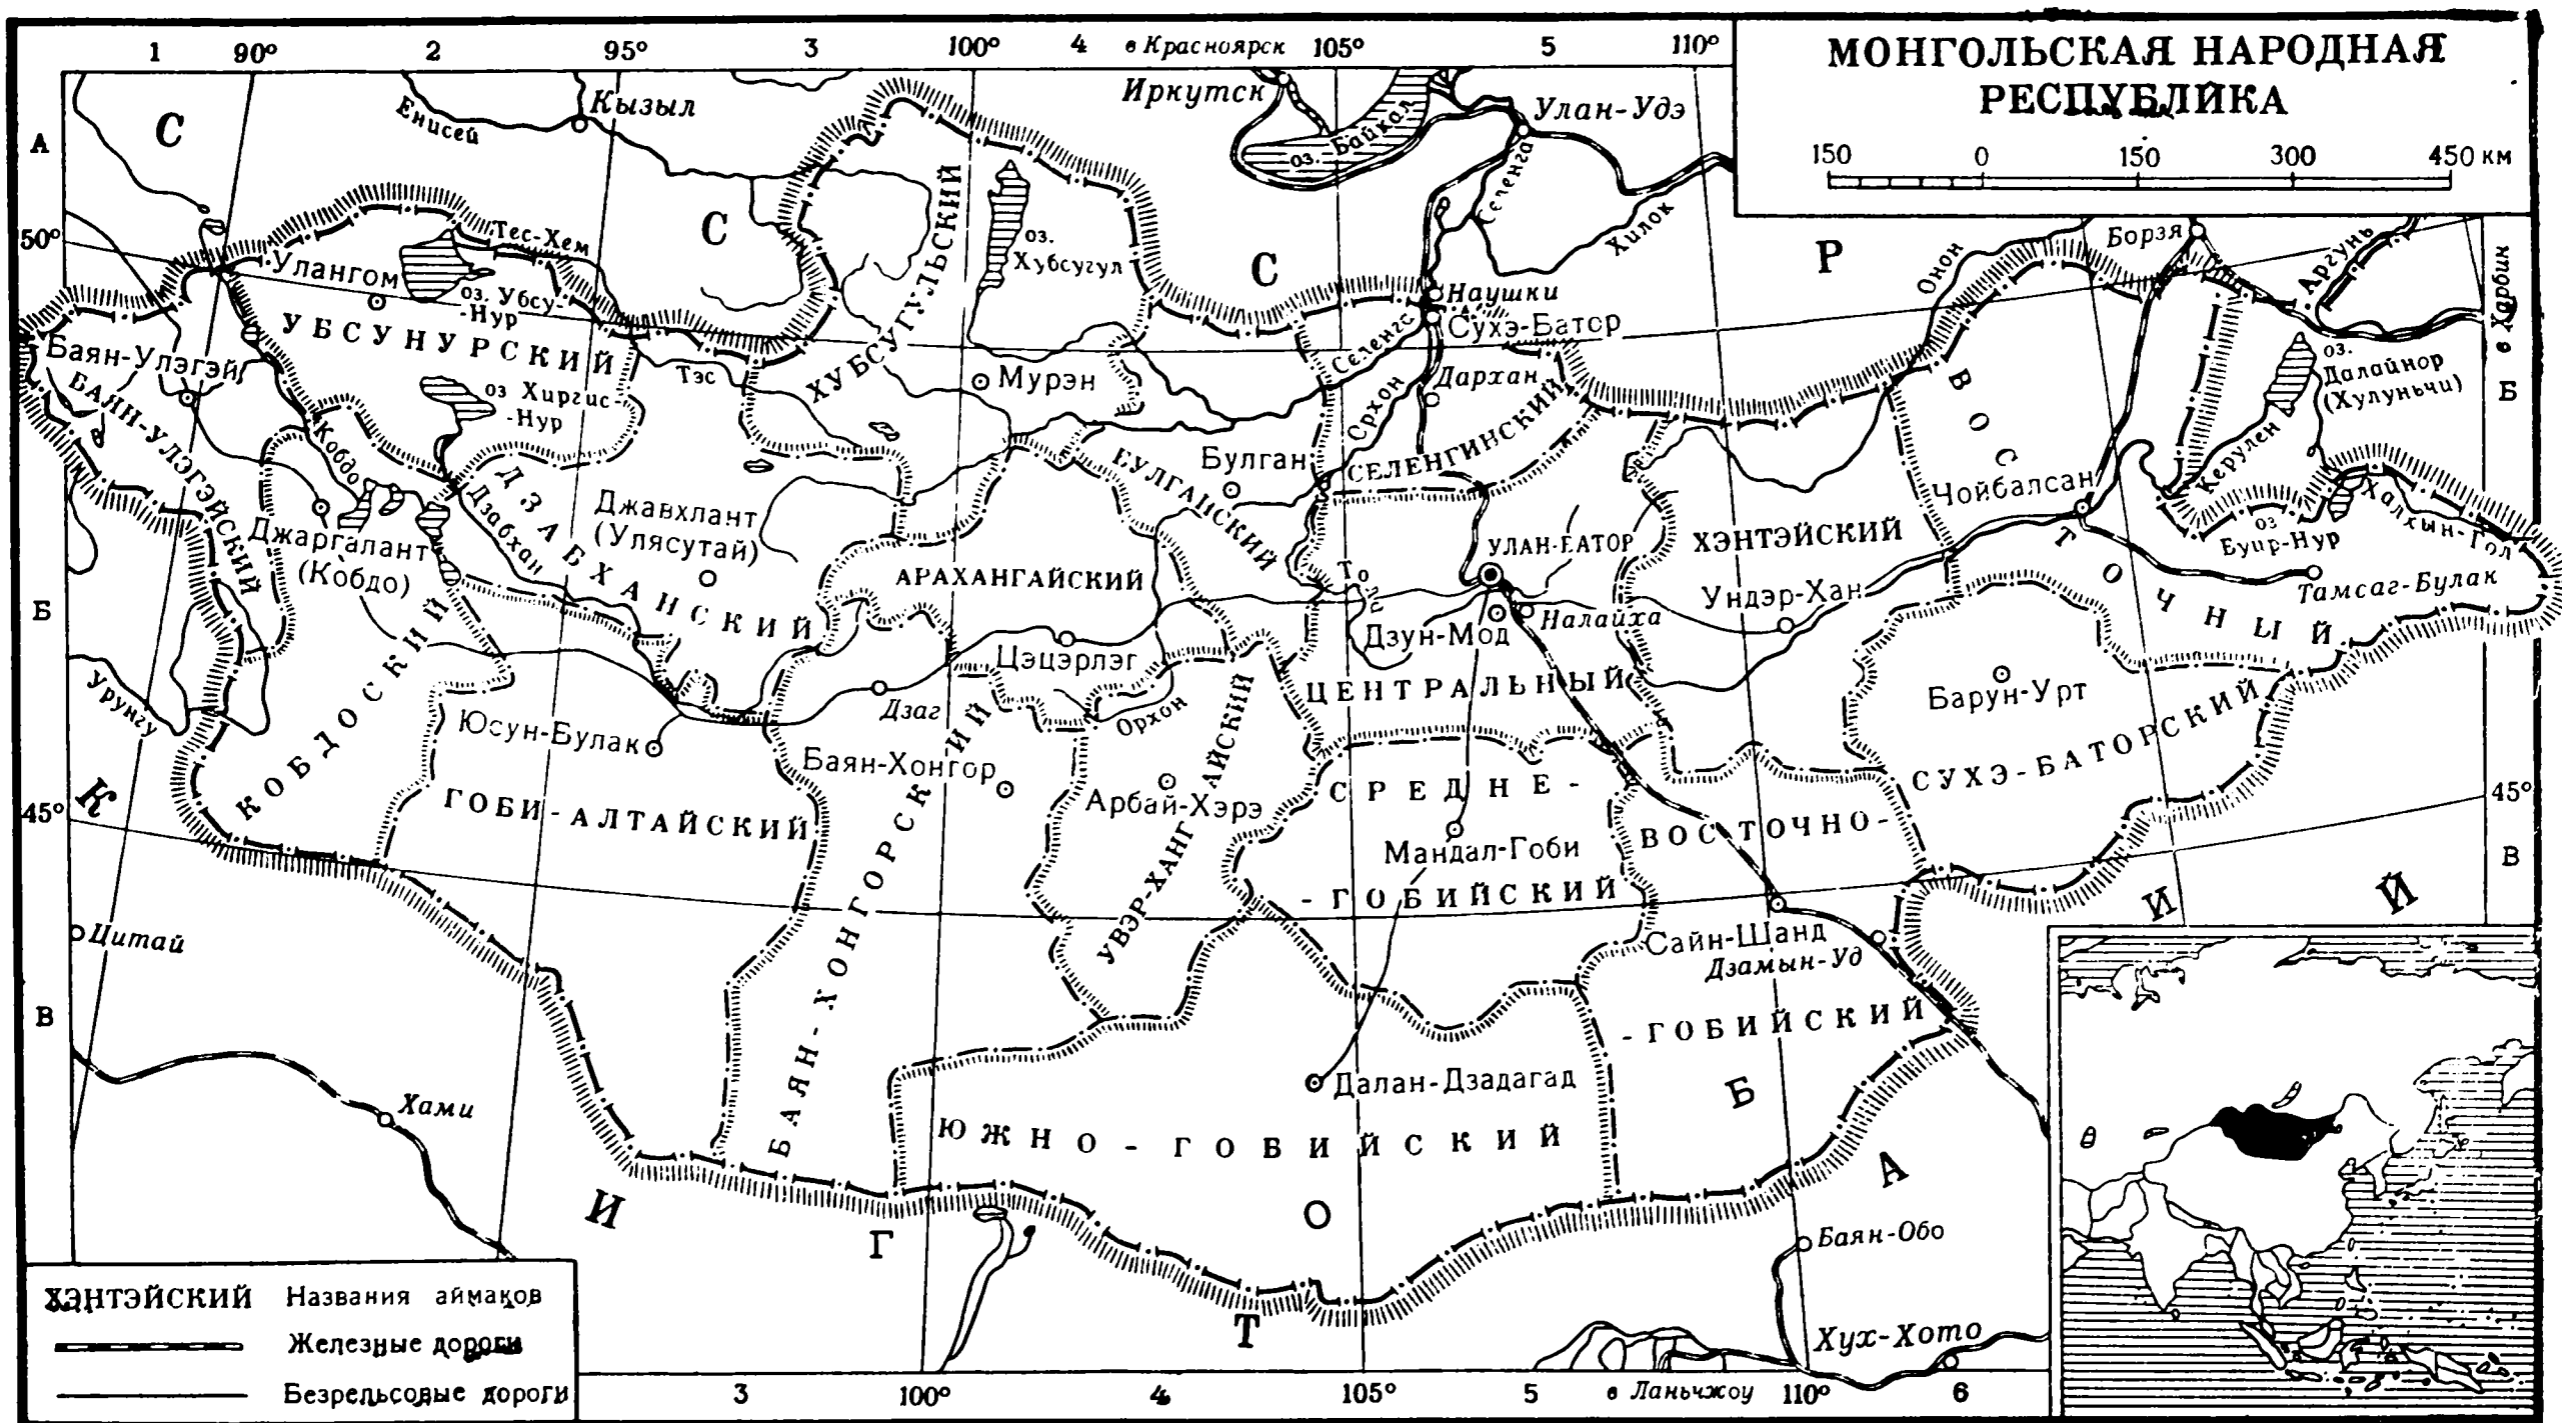 1 90° 2 95° 3 100° 4 в Красноярск 105° 5 110°
МОНГОЛЬСКАЯ НАРОДНАЯ
РЕСПУБЛИКА
150 0 150 300 450 км
А
С
Енисей
Кызыл
Иркутск
оз. Байкал
Улан-Удэ
Селенга
Хилок
С
С
Р
50°
Тес-Хем
Улангом
оз. Убсу-
-Нур
УБСУНУРСКИЙ
ХУБСУГУЛЬСКИЙ
оз.
Хубсугул
Наушки
Сухэ-Батор
Селенга
Онон
Борзя
Аргунь
в Харбин
Баян-Улэгэй
БАЯН-УЛЭГЭЙСКИЙ
оз Хиргис-
-Нур
Тэс
Мурэн
Дархан
Орхон
оз.
Далайнор
(Хулуньчи)
Б
Керулен
Кобдо
Дзабхан
ДЗАБХАНСКИЙ
Джавхлант
(Улясутай)
Джаргалант
(Кобдо)
Булган
БУЛГАНСКИЙ
СЕЛЕНГИНСКИЙ
Чойбалсан
ВОСТОЧНЫЙ
оз
Буир-Нур
Халхын-Гол
Тамсаг-Булак
УЛАН-БАТОР
ХЭНТЭЙСКИЙ
Ундэр-Хан
АРАХАНГАЙСКИЙ
Тола
Дзун-Мод
Налайха
Б
Цэцэрлэг
Дзаг
Орхон
ЦЕНТРАЛЬНЫЙ
Барун-Урт
СУХЭ-БАТОРСКИЙ
Урунгу
КОБДОСКИЙ
Юсун-Булак
Баян-Хонгор
Арбай-Хэрэ
СРЕДНЕ-
-ГОБИЙСКИЙ
Мандал-Гоби
ВОСТОЧНО-
-ГОБИЙСКИЙ
45°
К
ГОБИ-АЛТАЙСКИЙ
БАЯН-ХОНГОРСКИЙ
УВЭР-ХАНГАЙСКИЙ
45°
В
Цитай
Сайн-Шанд
Дзамын-Уд
И
Й
В
Хами
Далан-Дзадагад
ЮЖНО-ГОБИЙСКИЙ
Б
А
И
Г
О
Т
Баян-Обо
Хух-Хото
ХЭНТЭЙСКИЙ Названия аймаков
Железные дороги
Безрельсовые дороги
3 100° 4 105° 5 в Ланьчжоу 110° 6